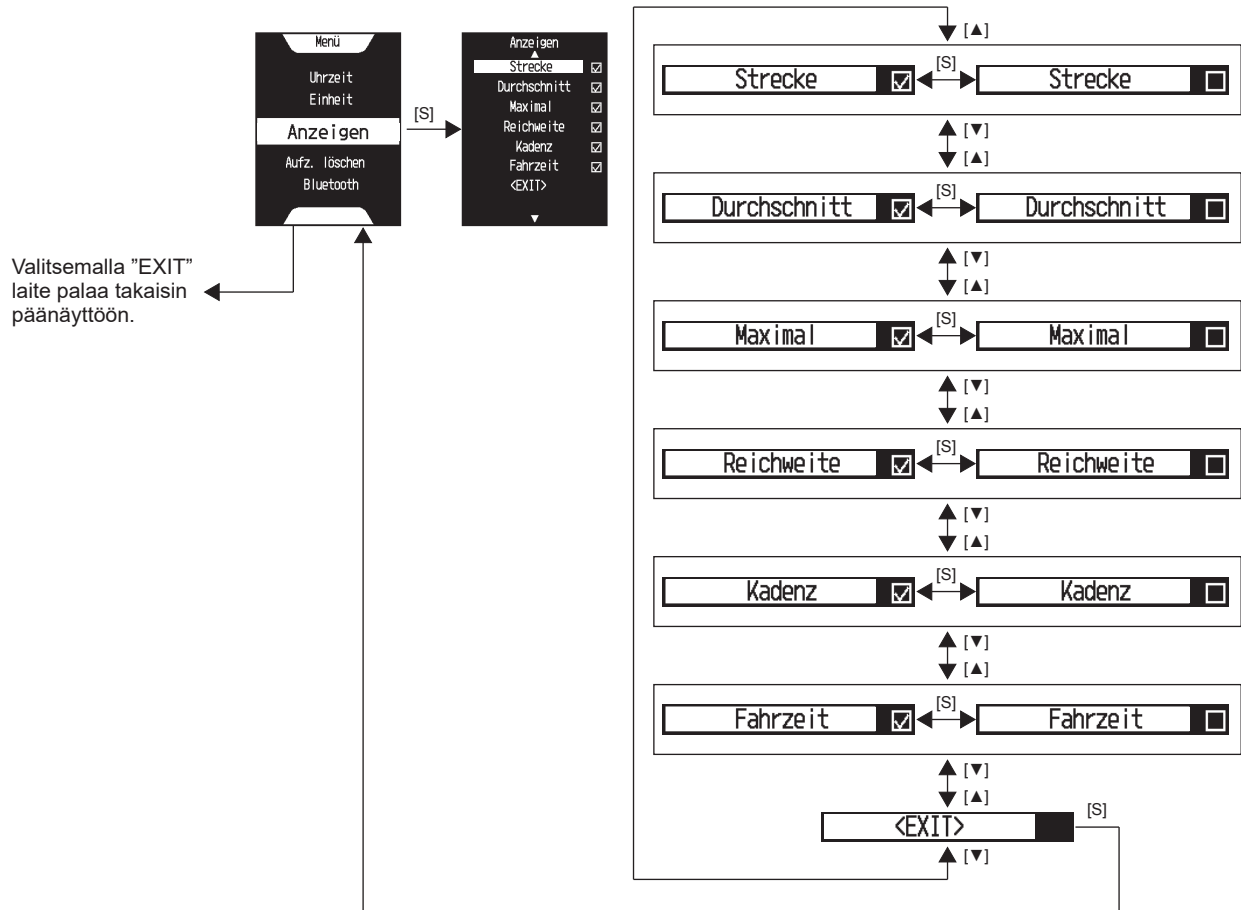 Menü
Uhrzeit
Einheit
Anzeigen
Aufz. löschen
Bluetooth
[S]
Anzeigen
▲
Strecke ☑
Durchschnitt ☑
Maximal ☑
Reichweite ☑
Kadenz ☑
Fahrzeit ☑
<EXIT>
▼
Valitsemalla ”EXIT”
laite palaa takaisin
päänäyttöön.
[▲]
Strecke ☑ [S] Strecke ☐
[▼]
[▲]
Durchschnitt ☑ [S] Durchschnitt ☐
[▼]
[▲]
Maximal ☑ [S] Maximal ☐
[▼]
[▲]
Reichweite ☑ [S] Reichweite ☐
[▼]
[▲]
Kadenz ☑ [S] Kadenz ☐
[▼]
[▲]
Fahrzeit ☑ [S] Fahrzeit ☐
[▼]
[▲]
<EXIT> [S]
[▼]